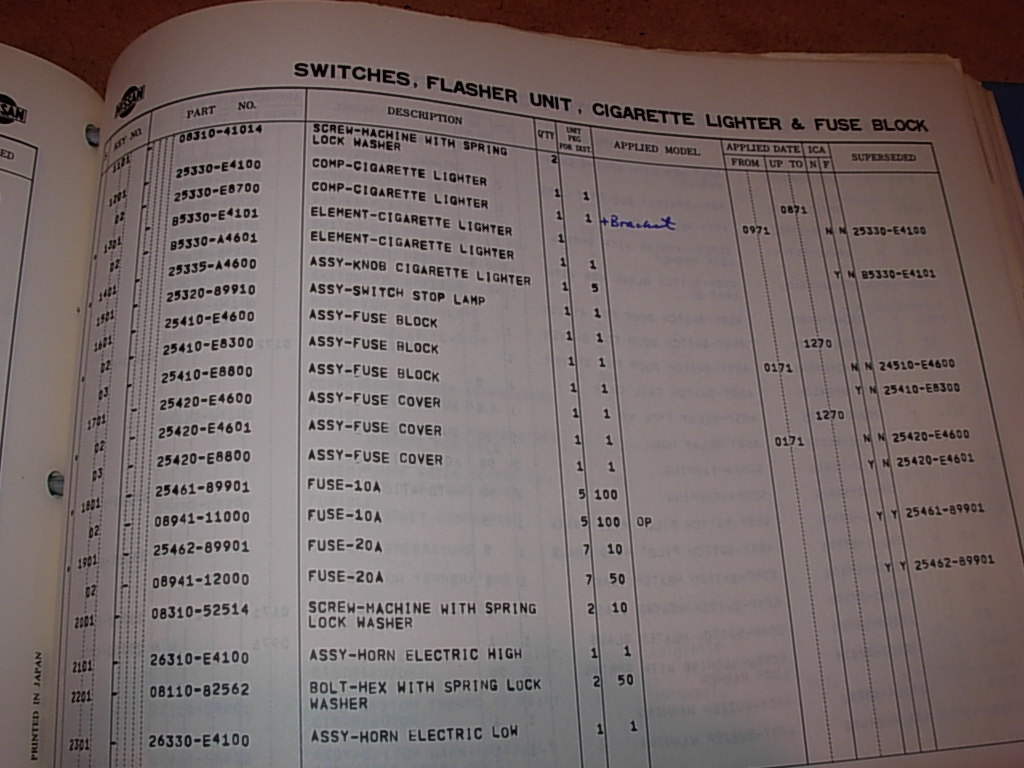 SWITCHES, FLASHER UNIT, CIGARETTE LIGHTER & FUSE BLOCK
NISSAN
KEY NO. PART NO. DESCRIPTION QTY UNIT PKG FOR DIST. APPLIED MODEL APPLIED DATE FROM UP TO ICA N F SUPERSEDED
1101 08310-41014 SCREW-MACHINE WITH SPRING LOCK WASHER 2
1201 25330-E4100 COMP-CIGARETTE LIGHTER 1 1 0871
02 25330-E8700 COMP-CIGARETTE LIGHTER 1 1 +Bracket 0971 N N 25330-E4100
1301 B5330-E4101 ELEMENT-CIGARETTE LIGHTER 1
02 B5330-A4601 ELEMENT-CIGARETTE LIGHTER 1 1 Y N B5330-E4101
1401 25335-A4600 ASSY-KNOB CIGARETTE LIGHTER 1 5
1501 25320-89910 ASSY-SWITCH STOP LAMP 1 1
1601 25410-E4600 ASSY-FUSE BLOCK 1 1 1270
02 25410-E8300 ASSY-FUSE BLOCK 1 1 0171 N N 24510-E4600
03 25410-E8800 ASSY-FUSE BLOCK 1 1 Y N 25410-E8300
1701 25420-E4600 ASSY-FUSE COVER 1 1 1270
02 25420-E4601 ASSY-FUSE COVER 1 1 0171 N N 25420-E4600
03 25420-E8800 ASSY-FUSE COVER 1 1 Y N 25420-E4601
1801 25461-89901 FUSE-10A 5 100
02 08941-11000 FUSE-10A 5 100 OP Y Y 25461-89901
1901 25462-89901 FUSE-20A 7 10
02 08941-12000 FUSE-20A 7 50 Y Y 25462-89901
2001 08310-52514 SCREW-MACHINE WITH SPRING LOCK WASHER 2 10
2101 26310-E4100 ASSY-HORN ELECTRIC HIGH 1 1
2201 08110-82562 BOLT-HEX WITH SPRING LOCK WASHER 2 50
2301 26330-E4100 ASSY-HORN ELECTRIC LOW 1 1
PRINTED IN JAPAN
SAN
ED